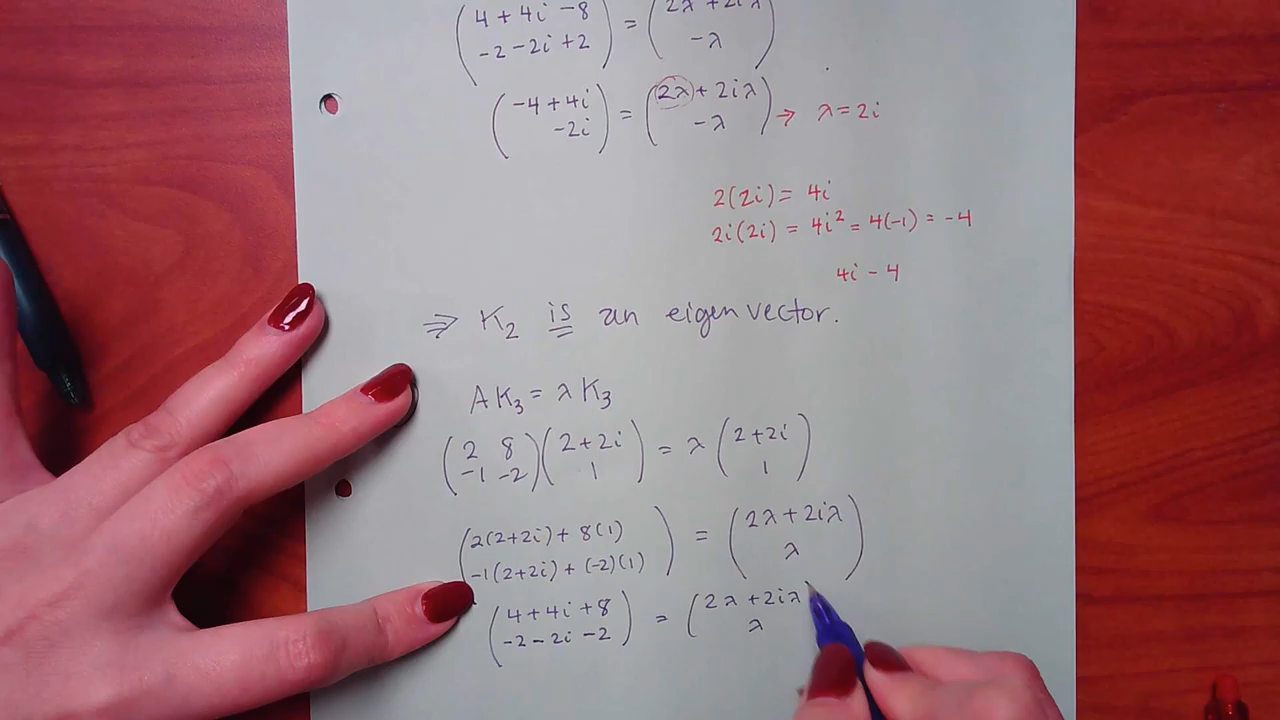 (4 + 4i - 8 / -2 - 2i + 2) = (2λ + 2iλ / -λ)
(-4 + 4i / -2i) = (2λ + 2iλ / -λ) → λ = 2i
2(2i) = 4i
2i(2i) = 4i² = 4(-1) = -4
4i - 4
⇒ K₂ is an eigenvector.
AK₃ = λK₃
(2 8 / -1 -2)(2+2i / 1) = λ(2+2i / 1)
(2(2+2i) + 8(1) / -1(2+2i) + (-2)(1)) = (2λ + 2iλ / λ)
(4 + 4i + 8 / -2 - 2i - 2) = (2λ + 2iλ / λ